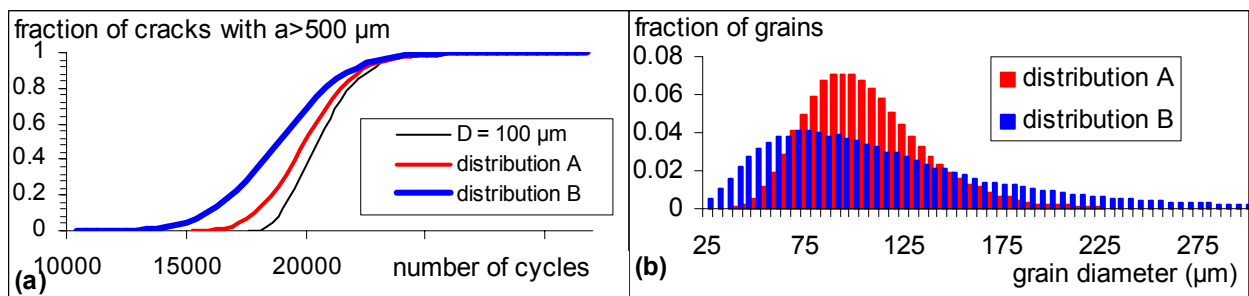 fraction of cracks with a>500 µm
1
0.8
0.6
0.4
0.2
0
10000 15000 20000
number of cycles
D = 100 µm
distribution A
distribution B
(a)
fraction of grains
0.08
0.06
0.04
0.02
0
25 75 125 175 225 275
grain diameter (µm)
distribution A
distribution B
(b)